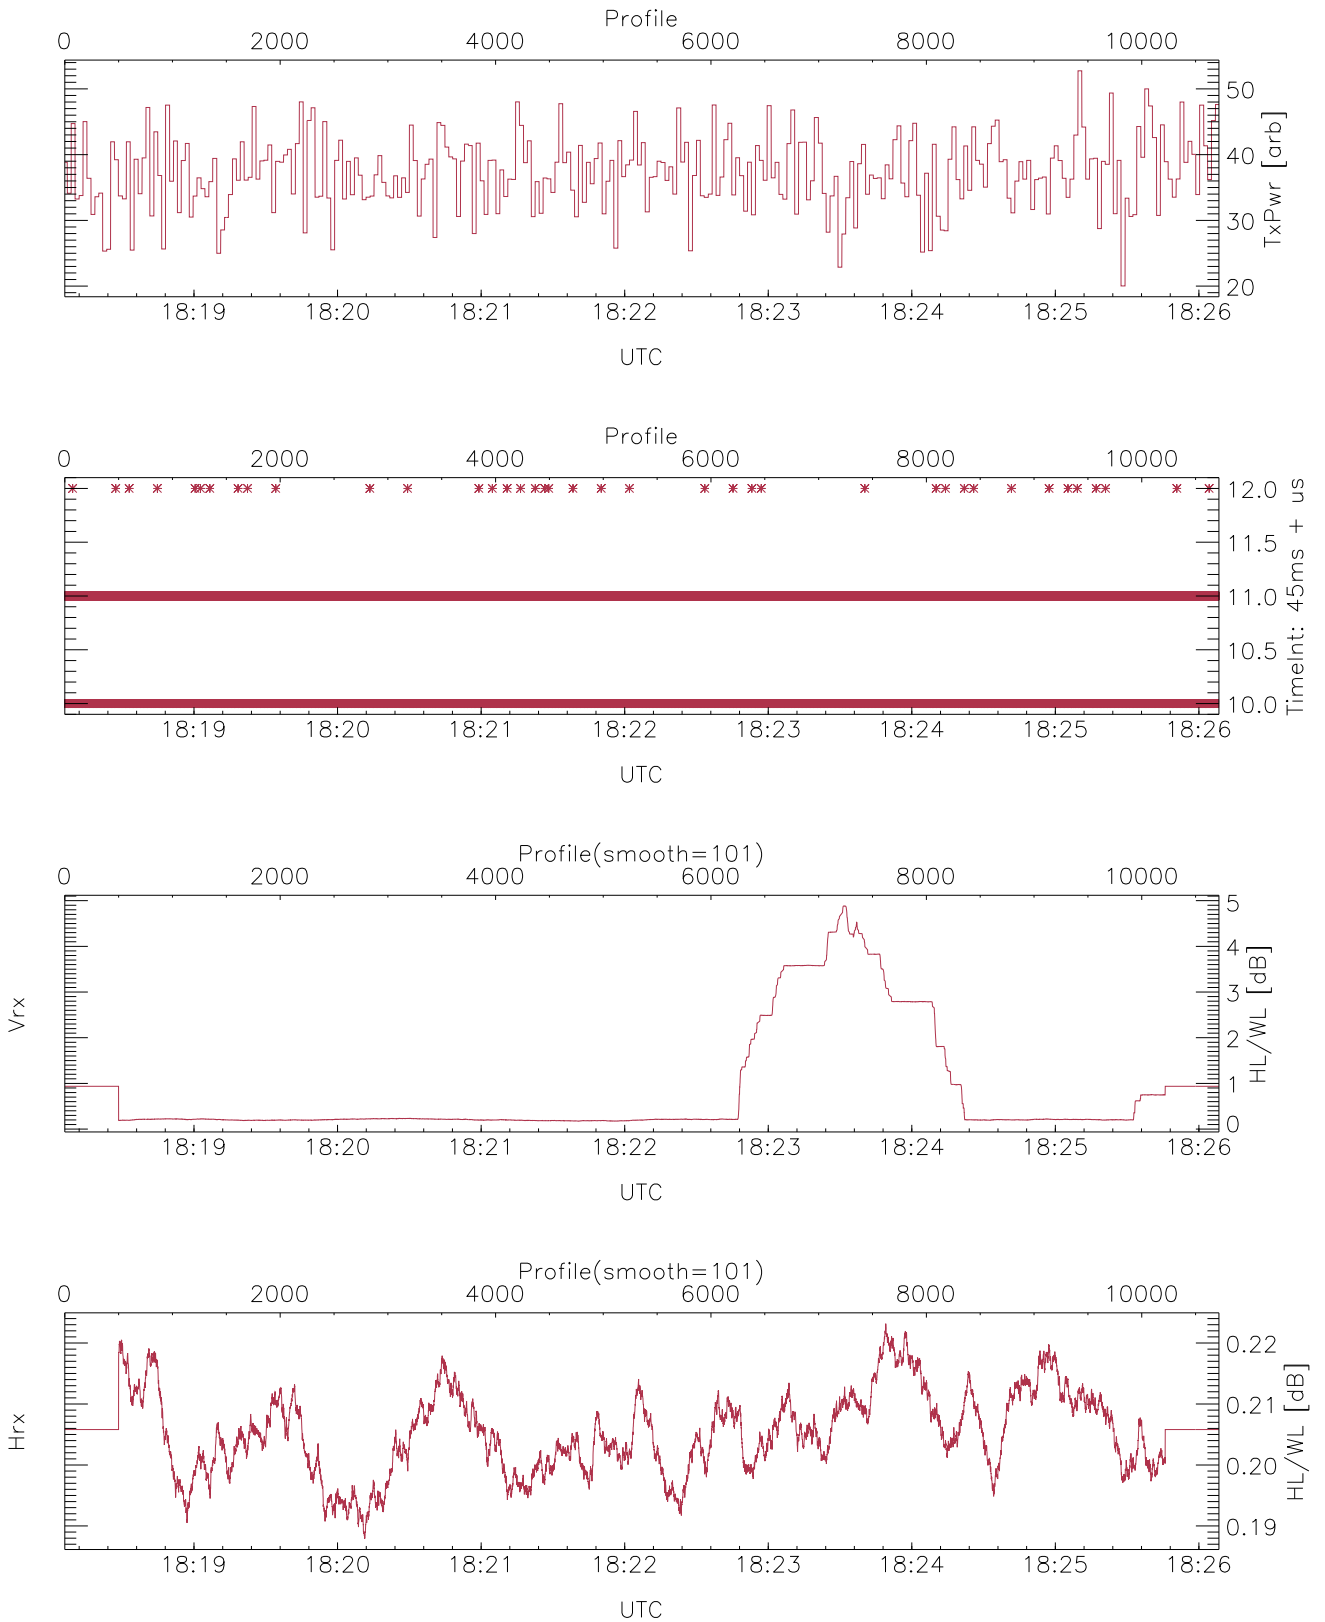 Profile
0 2000 4000 6000 8000 10000
50
40
30
20
TxPwr [arb]
18:19 18:20 18:21 18:22 18:23 18:24 18:25 18:26
UTC
Profile
0 2000 4000 6000 8000 10000
12.0
11.5
11.0
10.5
10.0
TimeInt: 45ms + us
18:19 18:20 18:21 18:22 18:23 18:24 18:25 18:26
UTC
Profile(smooth=101)
0 2000 4000 6000 8000 10000
Vrx
5
4
3
2
1
0
HL/WL [dB]
18:19 18:20 18:21 18:22 18:23 18:24 18:25 18:26
UTC
Profile(smooth=101)
0 2000 4000 6000 8000 10000
Hrx
0.22
0.21
0.20
0.19
HL/WL [dB]
18:19 18:20 18:21 18:22 18:23 18:24 18:25 18:26
UTC